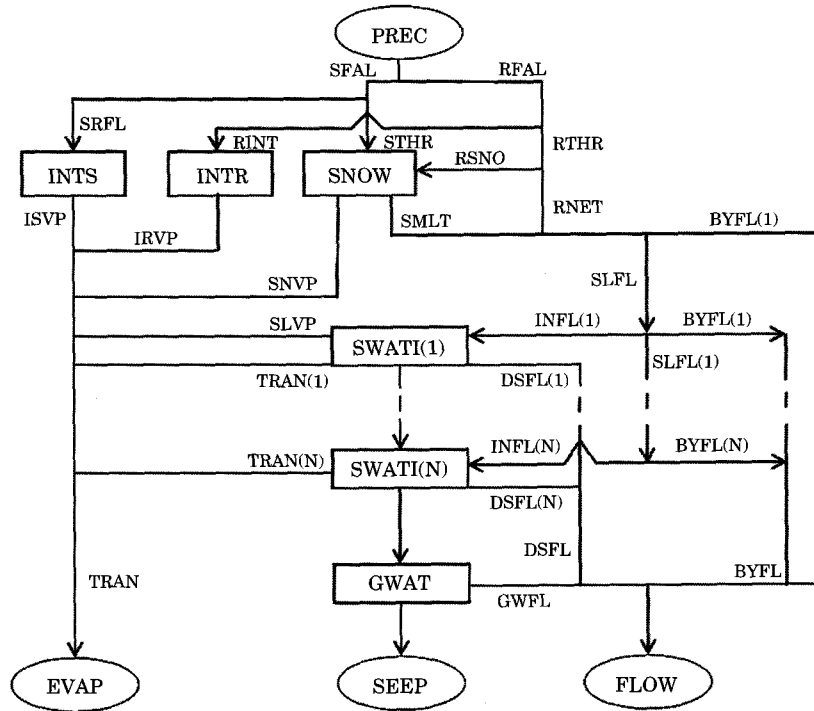 PREC
SFAL RFAL
SRFL
RINT STHR RTHR
RSNO
INTS INTR SNOW
ISVP SMLT RNET BYFL(1)
IRVP
SNVP SLFL
SLVP INFL(1) BYFL(1)
SWATI(1)
SLFL(1)
TRAN(1) DSFL(1)
INFL(N) BYFL(N)
TRAN(N) SWATI(N)
DSFL(N)
DSFL
TRAN GWAT BYFL
GWFL
EVAP SEEP FLOW